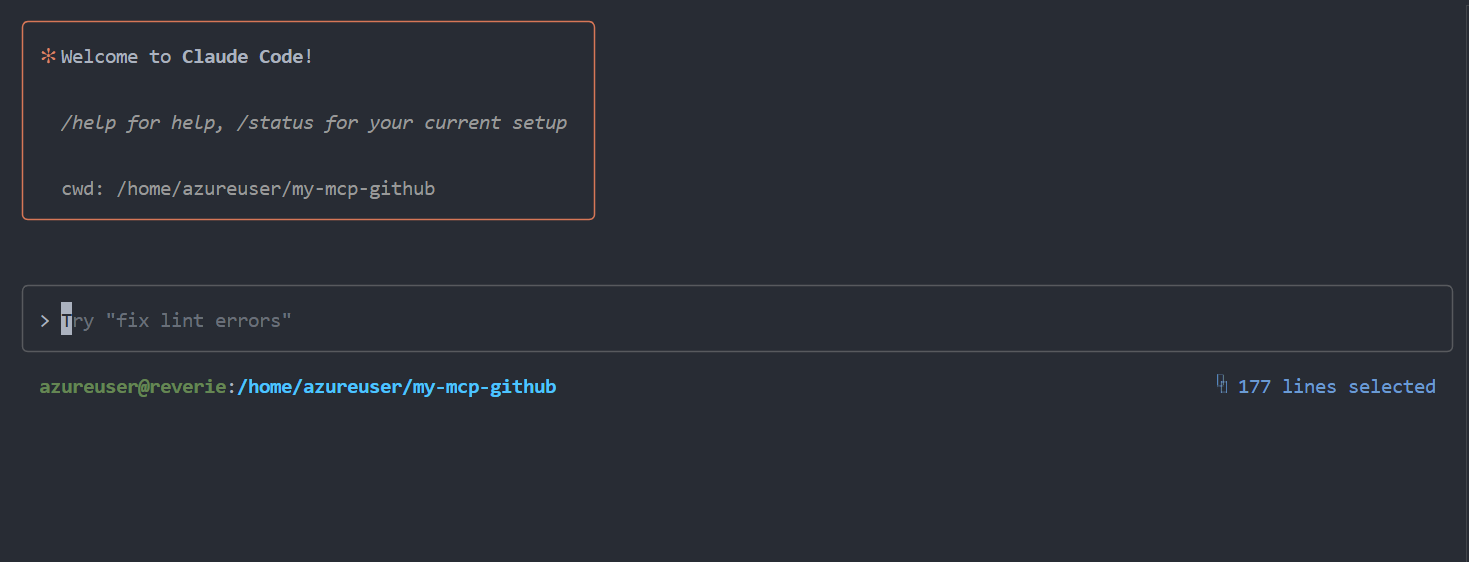 ✻ Welcome to Claude Code!
/help for help, /status for your current setup
cwd: /home/azureuser/my-mcp-github
> Try "fix lint errors"
azureuser@reverie:/home/azureuser/my-mcp-github 177 lines selected